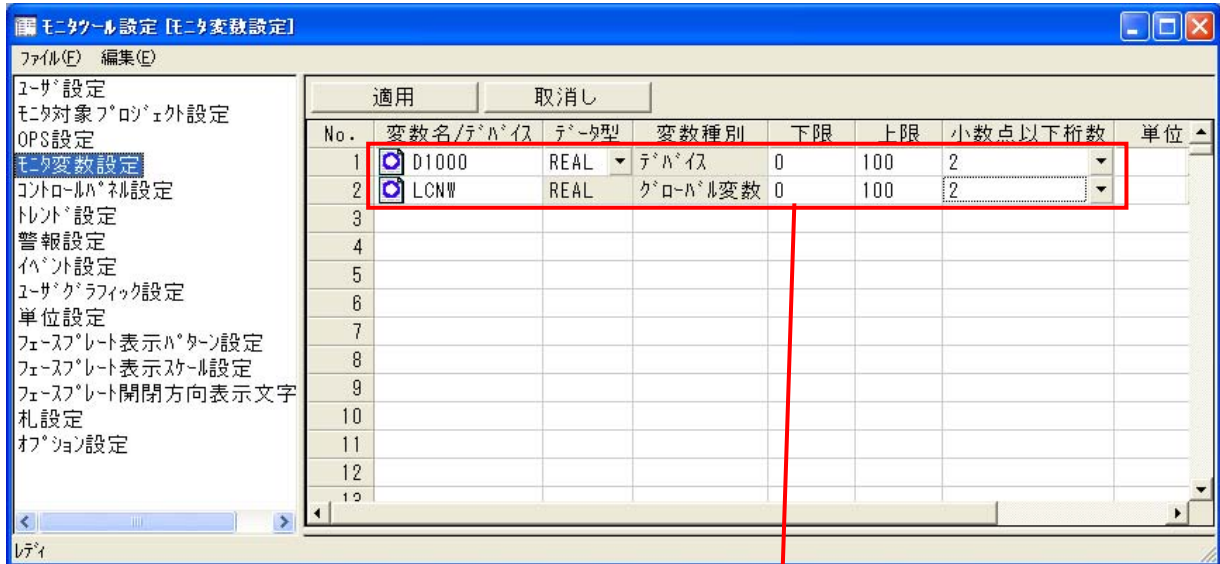 モニタツール設定 [モニタ変数設定]
ファイル(F) 編集(E)
ユーザ設定
モニタ対象プロジェクト設定
OPS設定
モニタ変数設定
コントロールパネル設定
トレンド設定
警報設定
イベント設定
ユーザグラフィック設定
単位設定
フェースプレート表示パターン設定
フェースプレート表示スケール設定
フェースプレート開閉方向表示文字
札設定
オプション設定
適用 取消し
No. 変数名/デバイス データ型 変数種別 下限 上限 小数点以下桁数 単位
1 D1000 REAL デバイス 0 100 2
2 LCNW REAL グローバル変数 0 100 2
3
4
5
6
7
8
9
10
11
12
13
レディ